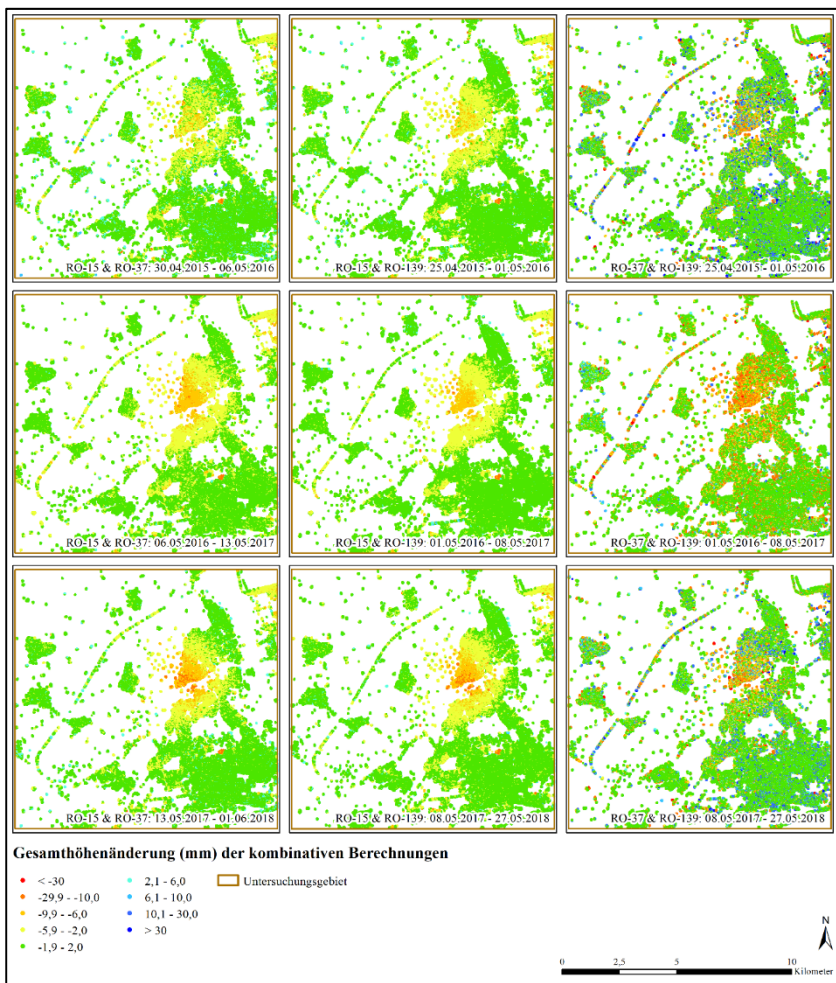 RO-15 & RO-37: 30.04.2015 - 06.05.2016
RO-15 & RO-139: 25.04.2015 - 01.05.2016
RO-37 & RO-139: 25.04.2015 - 01.05.2016
RO-15 & RO-37: 06.05.2016 - 13.05.2017
RO-15 & RO-139: 01.05.2016 - 08.05.2017
RO-37 & RO-139: 01.05.2016 - 08.05.2017
RO-15 & RO-37: 13.05.2017 - 01.06.2018
RO-15 & RO-139: 08.05.2017 - 27.05.2018
RO-37 & RO-139: 08.05.2017 - 27.05.2018
Gesamthöhenänderung (mm) der kombinativen Berechnungen
< -30
-29,9 - -10,0
-9,9 - -6,0
-5,9 - -2,0
-1,9 - 2,0
2,1 - 6,0
6,1 - 10,0
10,1 - 30,0
> 30
Untersuchungsgebiet
N
0 2,5 5 10
Kilometer